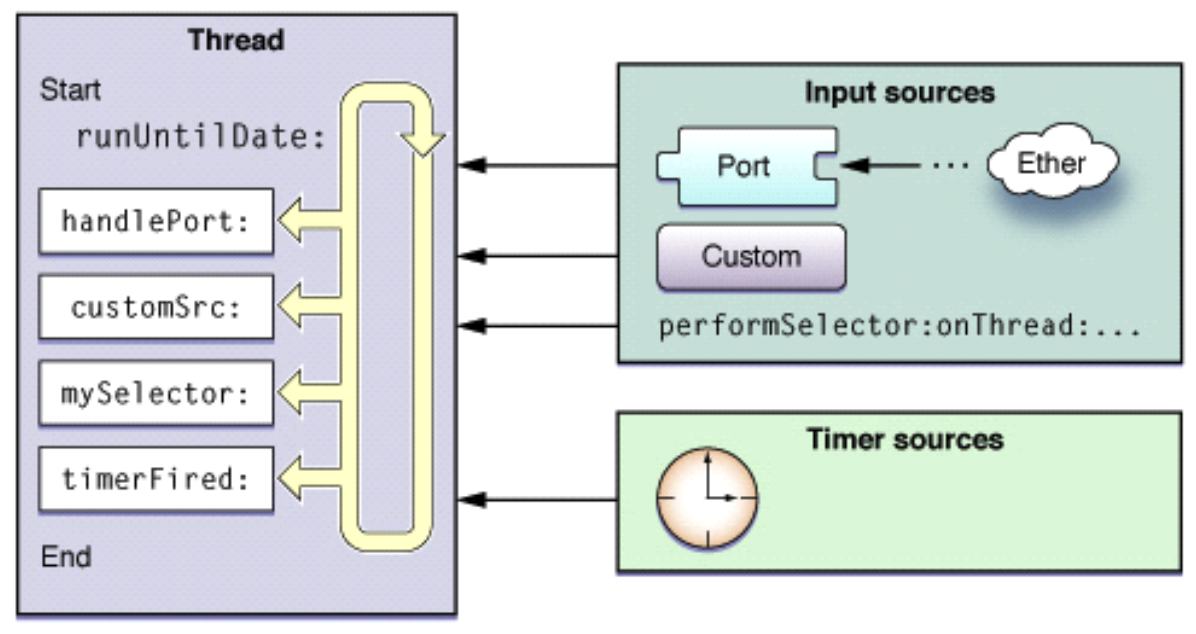 Thread
Start
runUntilDate:
handlePort:
customSrc:
mySelector:
timerFired:
End
Input sources
Port
...
Ether
Custom
performSelector:onThread:...
Timer sources